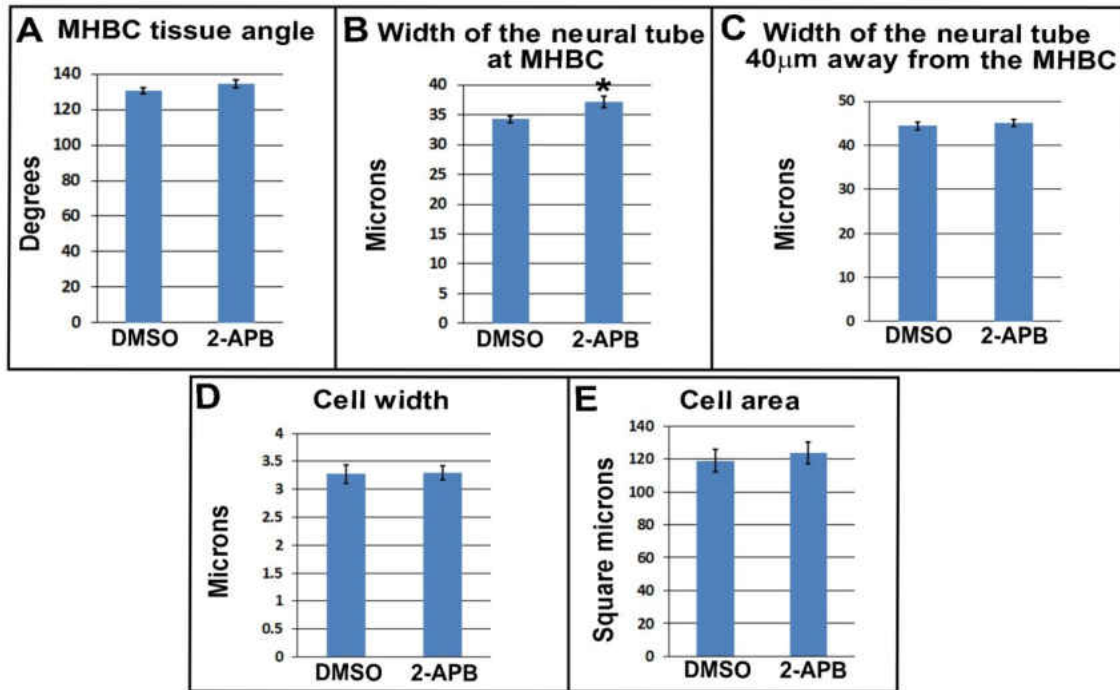 A MHBC tissue angle
140
120
100
80
60
40
20
0
Degrees
DMSO 2-APB
B Width of the neural tube
at MHBC
40
35
30
25
20
15
10
5
0
Microns
*
DMSO 2-APB
C Width of the neural tube
40μm away from the MHBC
50
40
30
20
10
0
Microns
DMSO 2-APB
D Cell width
4
3.5
3
2.5
2
1.5
1
0.5
0
Microns
DMSO 2-APB
E Cell area
140
120
100
80
60
40
20
0
Square microns
DMSO 2-APB